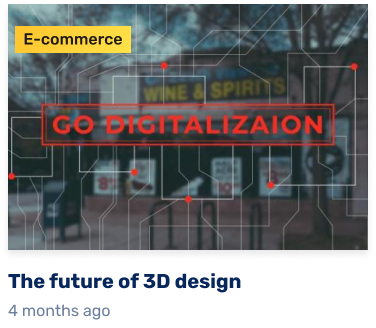 E-commerce
WINE & SPIRITS
GO DIGITALIZAION
The future of 3D design
4 months ago